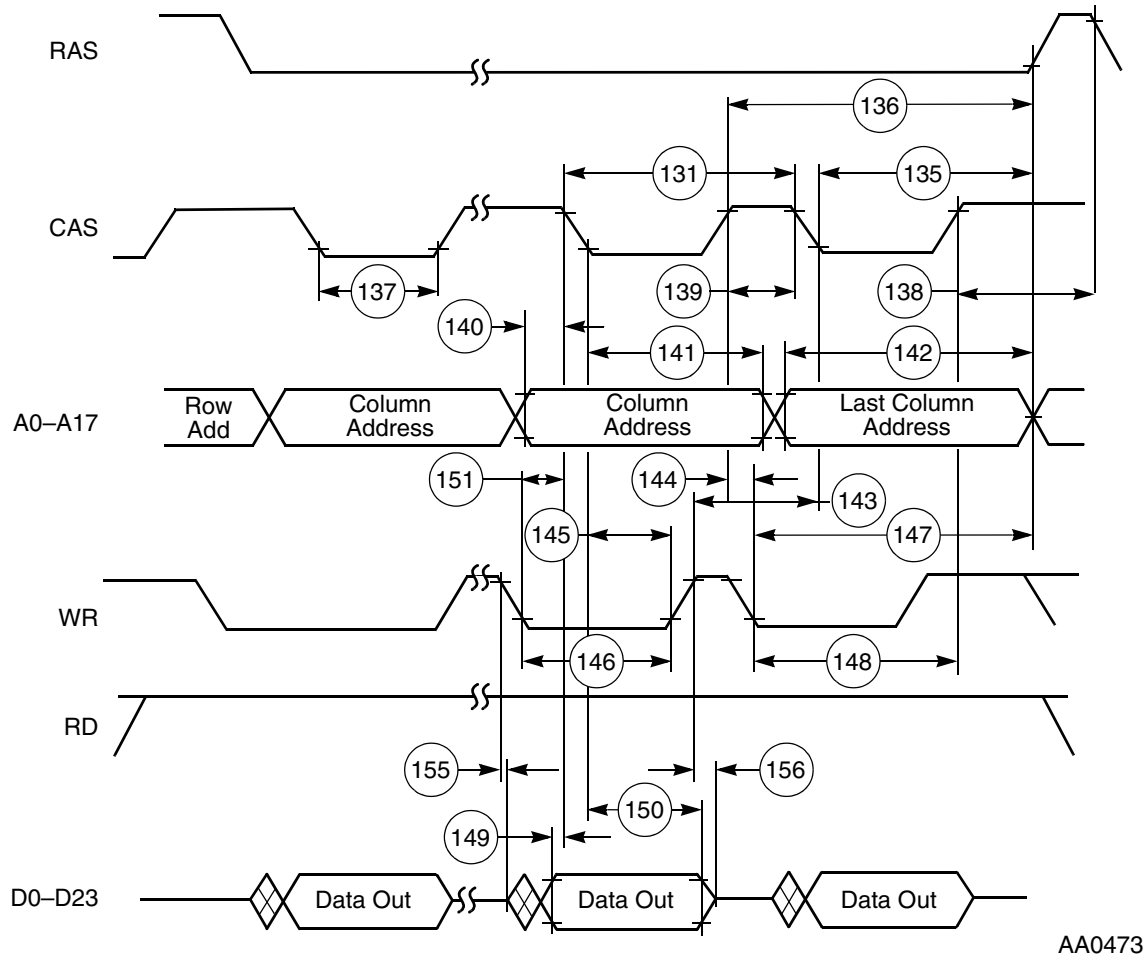 RAS
136
131
135
CAS
137
139
138
140
141
142
A0–A17
Row
Add
Column
Address
Column
Address
Last Column
Address
151
144
143
145
147
WR
146
148
RD
155
156
150
149
D0–D23
Data Out
Data Out
Data Out
AA0473